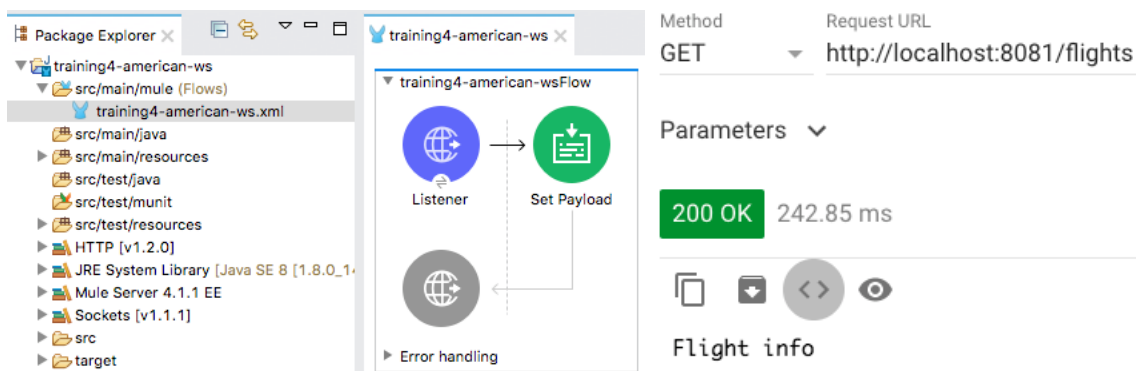 Package Explorer
training4-american-ws
src/main/mule (Flows)
training4-american-ws.xml
src/main/java
src/main/resources
src/test/java
src/test/munit
src/test/resources
HTTP [v1.2.0]
JRE System Library [Java SE 8 [1.8.0_14
Mule Server 4.1.1 EE
Sockets [v1.1.1]
src
target
training4-american-ws
training4-american-wsFlow
Listener
Set Payload
Error handling
Method
Request URL
GET
http://localhost:8081/flights
Parameters
200 OK
242.85 ms
Flight info